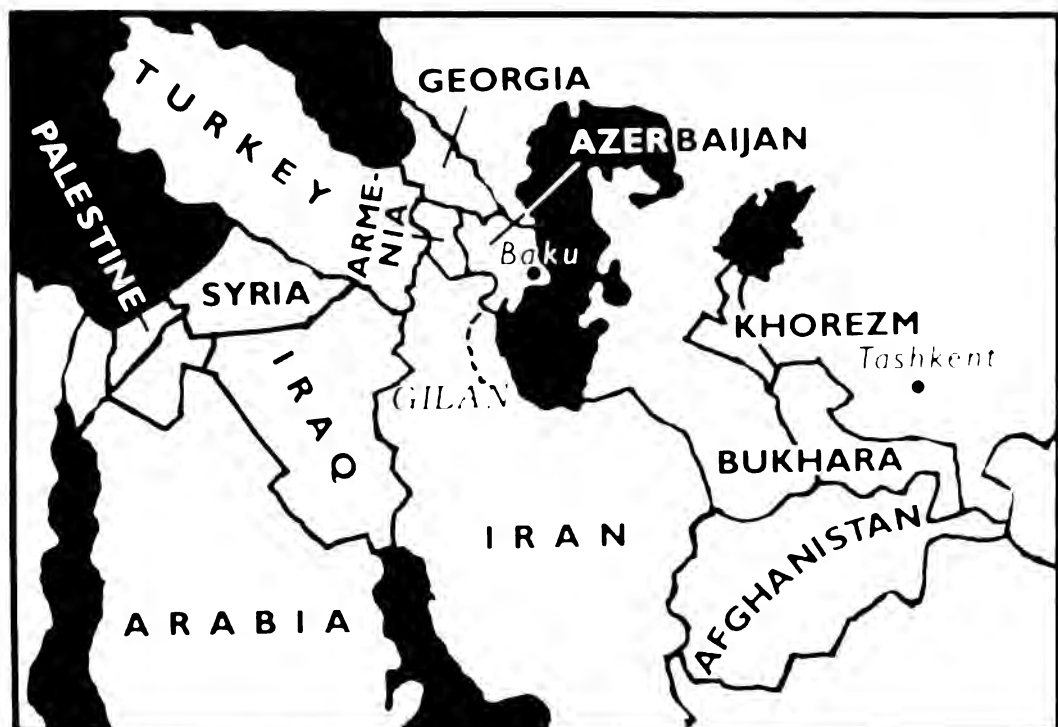 TURKEY
GEORGIA
AZERBAIJAN
PALESTINE
ARME-
NIA
Baku
SYRIA
KHOREZM
Tashkent
IRAQ
GILAN
BUKHARA
IRAN
AFGHANISTAN
ARABIA